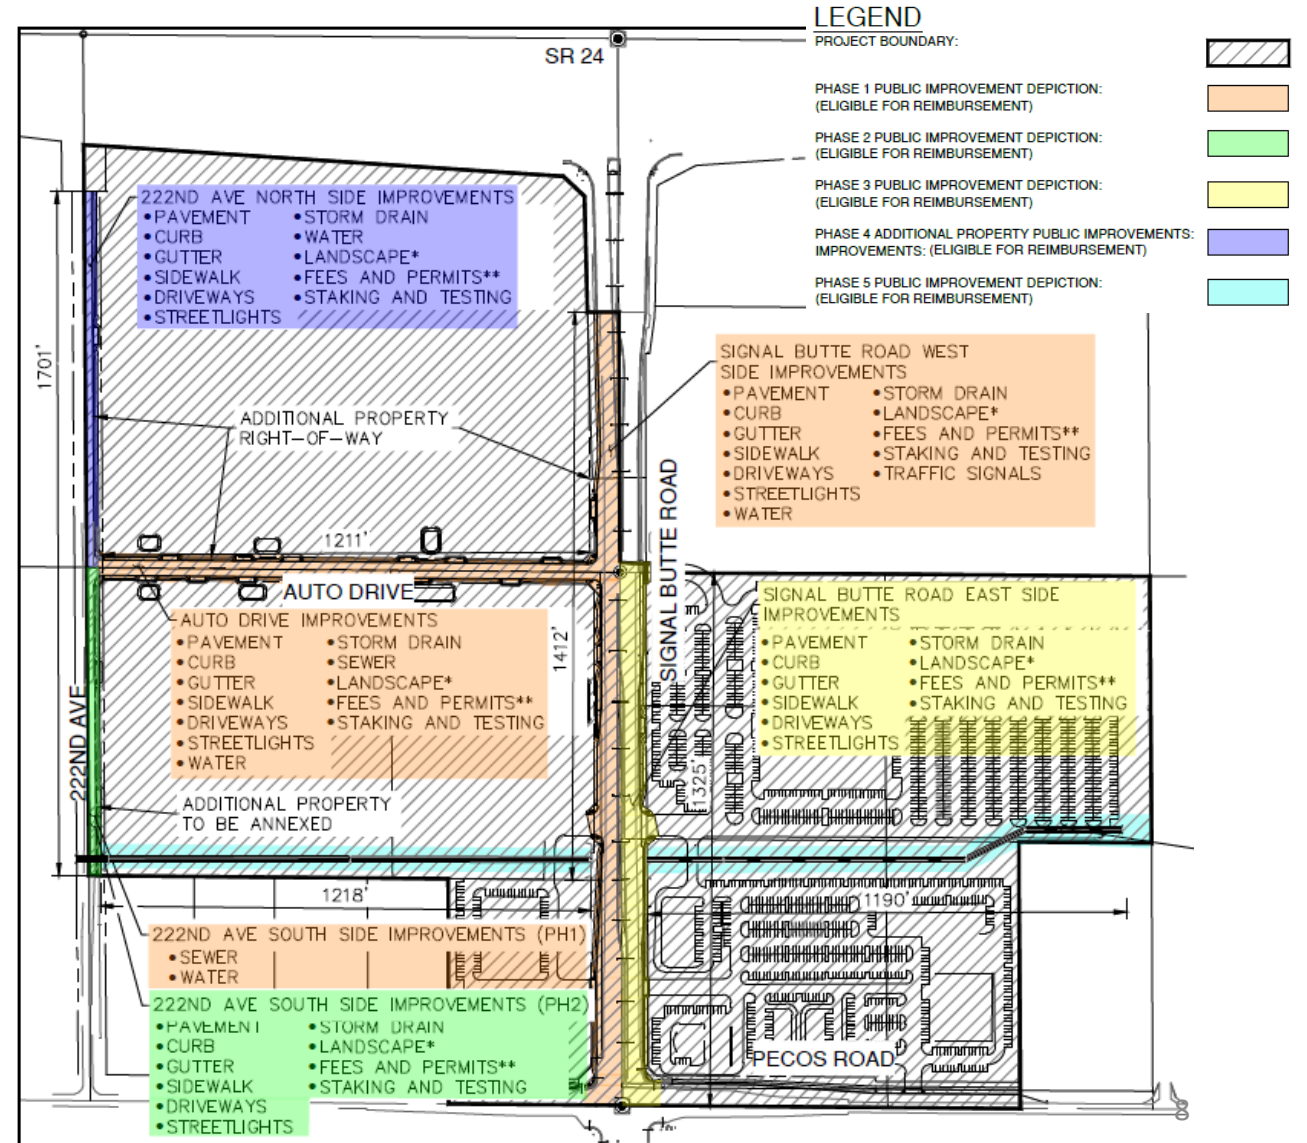 LEGEND
PROJECT BOUNDARY:
PHASE 1 PUBLIC IMPROVEMENT DEPICTION:
(ELIGIBLE FOR REIMBURSEMENT)
PHASE 2 PUBLIC IMPROVEMENT DEPICTION:
(ELIGIBLE FOR REIMBURSEMENT)
PHASE 3 PUBLIC IMPROVEMENT DEPICTION:
(ELIGIBLE FOR REIMBURSEMENT)
PHASE 4 ADDITIONAL PROPERTY PUBLIC IMPROVEMENTS:
IMPROVEMENTS: (ELIGIBLE FOR REIMBURSEMENT)
PHASE 5 PUBLIC IMPROVEMENT DEPICTION:
(ELIGIBLE FOR REIMBURSEMENT)
SR 24
222ND AVE NORTH SIDE IMPROVEMENTS
•PAVEMENT •STORM DRAIN
•CURB •WATER
•GUTTER •LANDSCAPE*
•SIDEWALK •FEES AND PERMITS**
•DRIVEWAYS •STAKING AND TESTING
•STREETLIGHTS
1701'
ADDITIONAL PROPERTY
RIGHT-OF-WAY
SIGNAL BUTTE ROAD WEST
SIDE IMPROVEMENTS
•PAVEMENT •STORM DRAIN
•CURB •LANDSCAPE*
•GUTTER •FEES AND PERMITS**
•SIDEWALK •STAKING AND TESTING
•DRIVEWAYS •TRAFFIC SIGNALS
•STREETLIGHTS
•WATER
SIGNAL BUTTE ROAD
1211'
AUTO DRIVE
AUTO DRIVE IMPROVEMENTS
•PAVEMENT •STORM DRAIN
•CURB •SEWER
•GUTTER •LANDSCAPE*
•SIDEWALK •FEES AND PERMITS**
•DRIVEWAYS •STAKING AND TESTING
•STREETLIGHTS
•WATER
1412'
SIGNAL BUTTE ROAD EAST SIDE
IMPROVEMENTS
•PAVEMENT •STORM DRAIN
•CURB •LANDSCAPE*
•GUTTER •FEES AND PERMITS**
•SIDEWALK •STAKING AND TESTING
•DRIVEWAYS
•STREETLIGHTS
1325'
222ND AVE
ADDITIONAL PROPERTY
TO BE ANNEXED
1218'
1190'
222ND AVE SOUTH SIDE IMPROVEMENTS (PH1)
•SEWER
•WATER
222ND AVE SOUTH SIDE IMPROVEMENTS (PH2)
•PAVEMENT •STORM DRAIN
•CURB •LANDSCAPE*
•GUTTER •FEES AND PERMITS**
•SIDEWALK •STAKING AND TESTING
•DRIVEWAYS
•STREETLIGHTS
PECOS ROAD